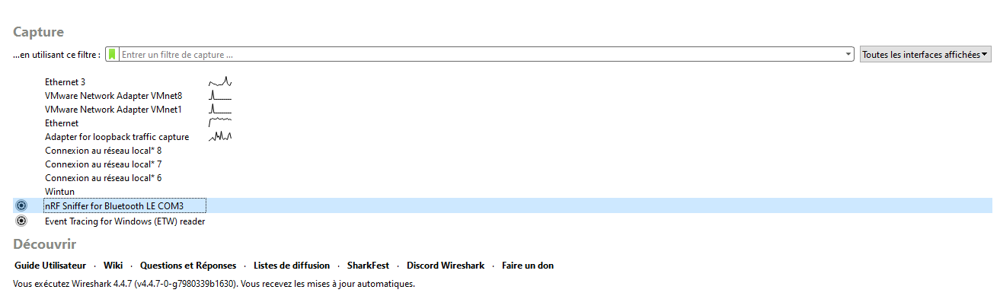 Capture
...en utilisant ce filtre : Entrer un filtre de capture ... Toutes les interfaces affichées
Ethernet 3
VMware Network Adapter VMnet8
VMware Network Adapter VMnet1
Ethernet
Adapter for loopback traffic capture
Connexion au réseau local* 8
Connexion au réseau local* 7
Connexion au réseau local* 6
Wintun
nRF Sniffer for Bluetooth LE COM3
Event Tracing for Windows (ETW) reader
Découvrir
Guide Utilisateur · Wiki · Questions et Réponses · Listes de diffusion · SharkFest · Discord Wireshark · Faire un don
Vous exécutez Wireshark 4.4.7 (v4.4.7-0-g7980339b1630). Vous recevez les mises à jour automatiques.